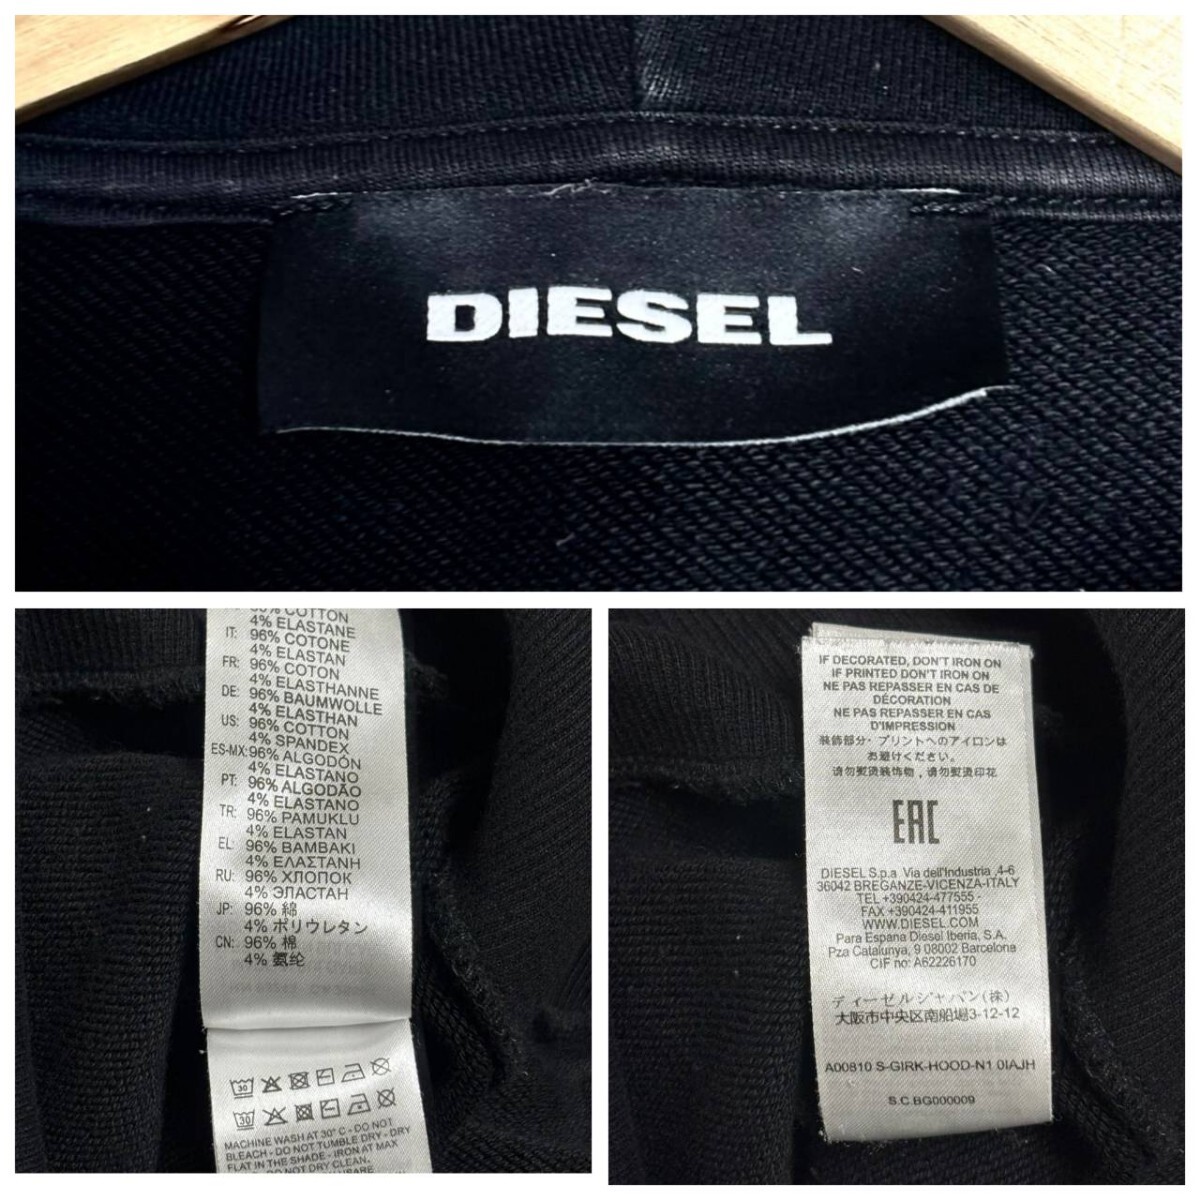 DIESEL
COTTON
4% ELASTANE
IT: 96% COTONE
4% ELASTAN
FR: 96% COTON
4% ELASTHANNE
DE: 96% BAUMWOLLE
4% ELASTHAN
US: 96% COTTON
4% SPANDEX
ES-MX: 96% ALGODÓN
4% ELASTANO
PT: 96% ALGODÃO
4% ELASTANO
TR: 96% PAMUKLU
4% ELASTAN
EL: 96% BAMBAKI
4% ΕΛΑΣΤΑΝΗ
RU: 96% ХЛОПОК
4% ЭЛАСТАН
JP: 96% 綿
4% ポリウレタン
CN: 96% 棉
4% 氨纶
30
30
MACHINE WASH AT 30° C - DO NOT
BLEACH - DO NOT TUMBLE DRY - DRY
FLAT IN THE SHADE - IRON AT MAX
DO NOT DRY CLEAN.
IF DECORATED, DON'T IRON ON
IF PRINTED DON'T IRON ON
NE PAS REPASSER EN CAS DE
DÉCORATION
NE PAS REPASSER EN CAS
D'IMPRESSION
装飾部分・プリントへのアイロンは
お避けください。
请勿熨烫装饰物，请勿熨烫印花
EAC
DIESEL S.p.a. Via dell'Industria ,4-6
36042 BREGANZE-VICENZA-ITALY
TEL +390424-477555 -
FAX +390424-411955
WWW.DIESEL.COM
Para Espana Diesel Iberia, S.A.
Pza Catalunya, 9 08002 Barcelona
CIF no: A62226170
ディーゼルジャパン(株)
大阪市中央区南船場3-12-12
A00810 S-GIRK-HOOD-N1 0IAJH
S.C.BG000009